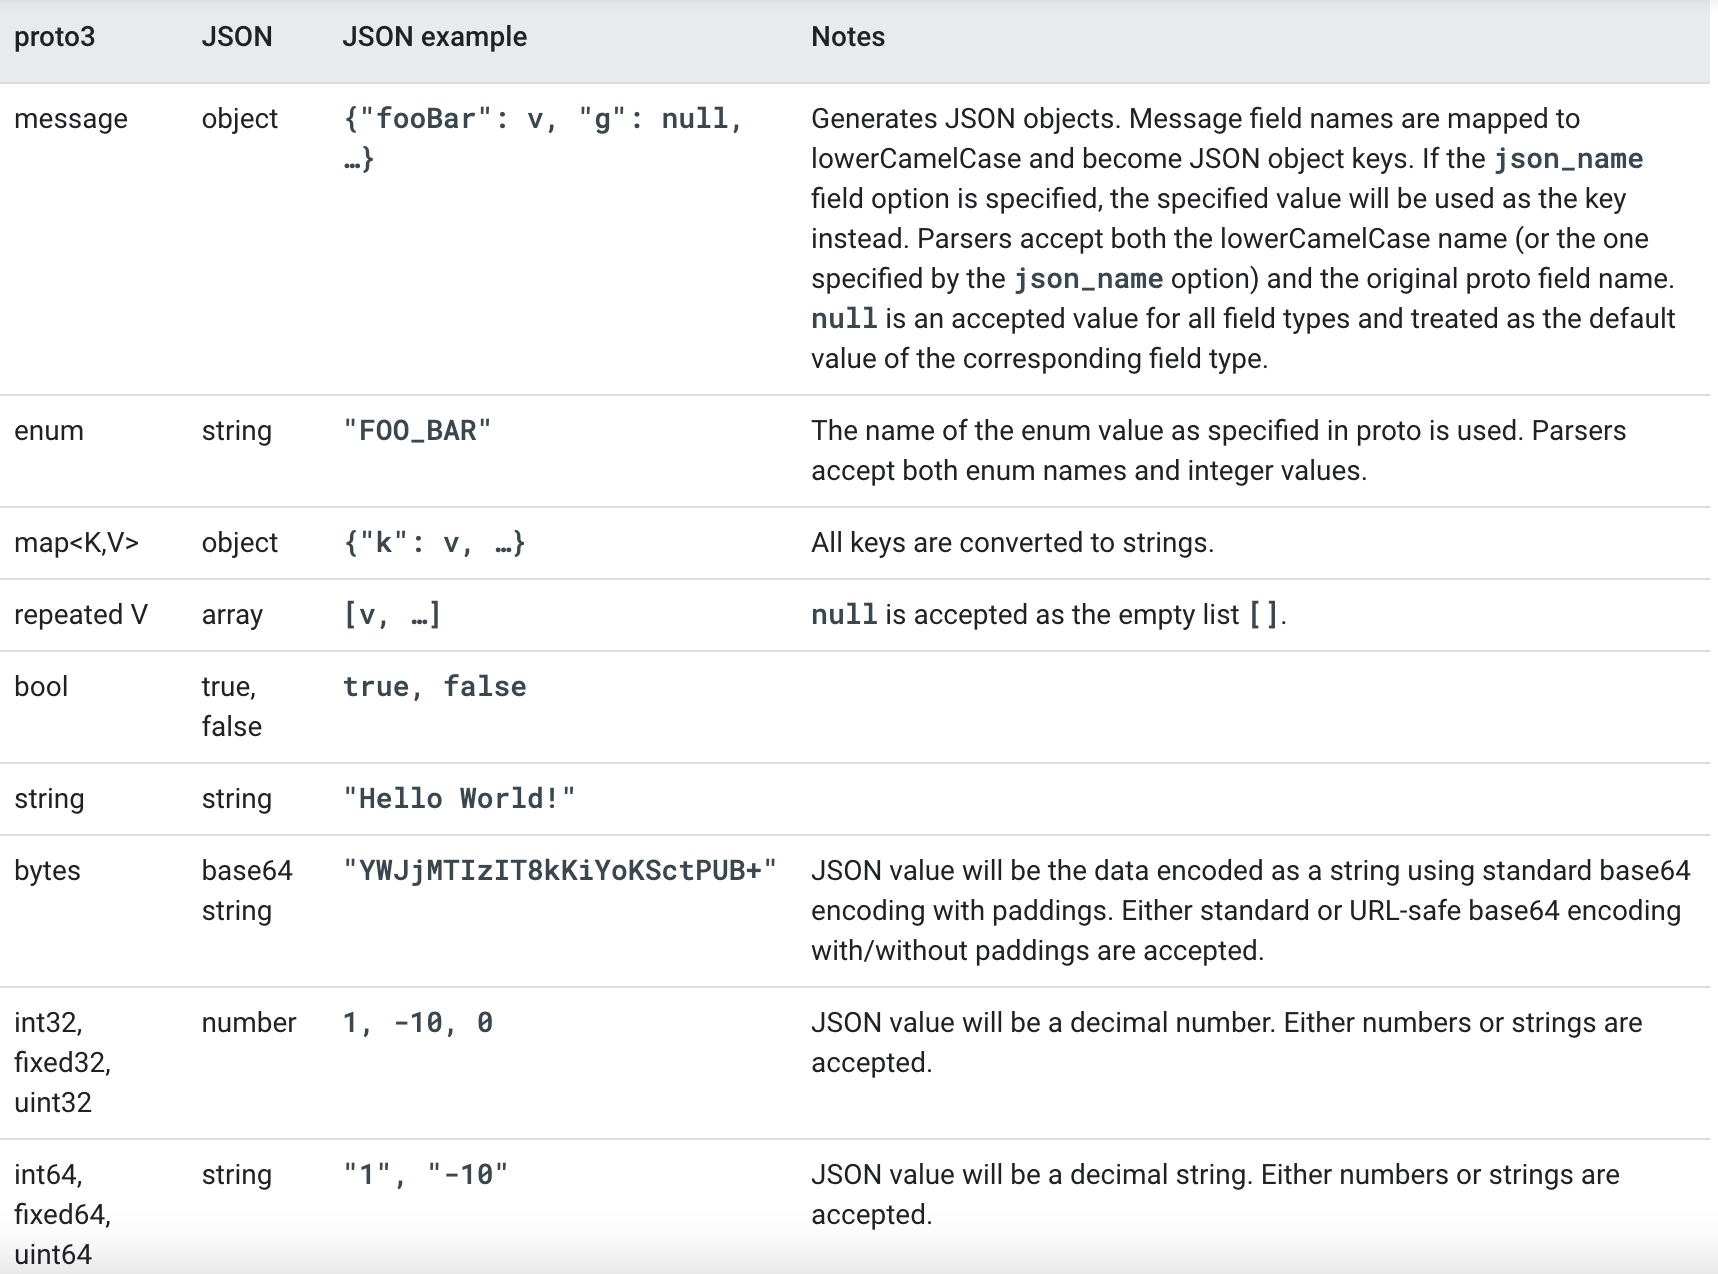 proto3 JSON JSON example Notes
message object {"fooBar": v, "g": null, Generates JSON objects. Message field names are mapped to
…} lowerCamelCase and become JSON object keys. If the json_name
field option is specified, the specified value will be used as the key
instead. Parsers accept both the lowerCamelCase name (or the one
specified by the json_name option) and the original proto field name.
null is an accepted value for all field types and treated as the default
value of the corresponding field type.
enum string "FOO_BAR" The name of the enum value as specified in proto is used. Parsers
accept both enum names and integer values.
map<K,V> object {"k": v, …} All keys are converted to strings.
repeated V array [v, …] null is accepted as the empty list [].
bool true, true, false
false
string string "Hello World!"
bytes base64 "YWJjMTIzIT8kKiYoKSctPUB+" JSON value will be the data encoded as a string using standard base64
string encoding with paddings. Either standard or URL-safe base64 encoding
with/without paddings are accepted.
int32, number 1, -10, 0 JSON value will be a decimal number. Either numbers or strings are
fixed32, accepted.
uint32
int64, string "1", "-10" JSON value will be a decimal string. Either numbers or strings are
fixed64, accepted.
uint64